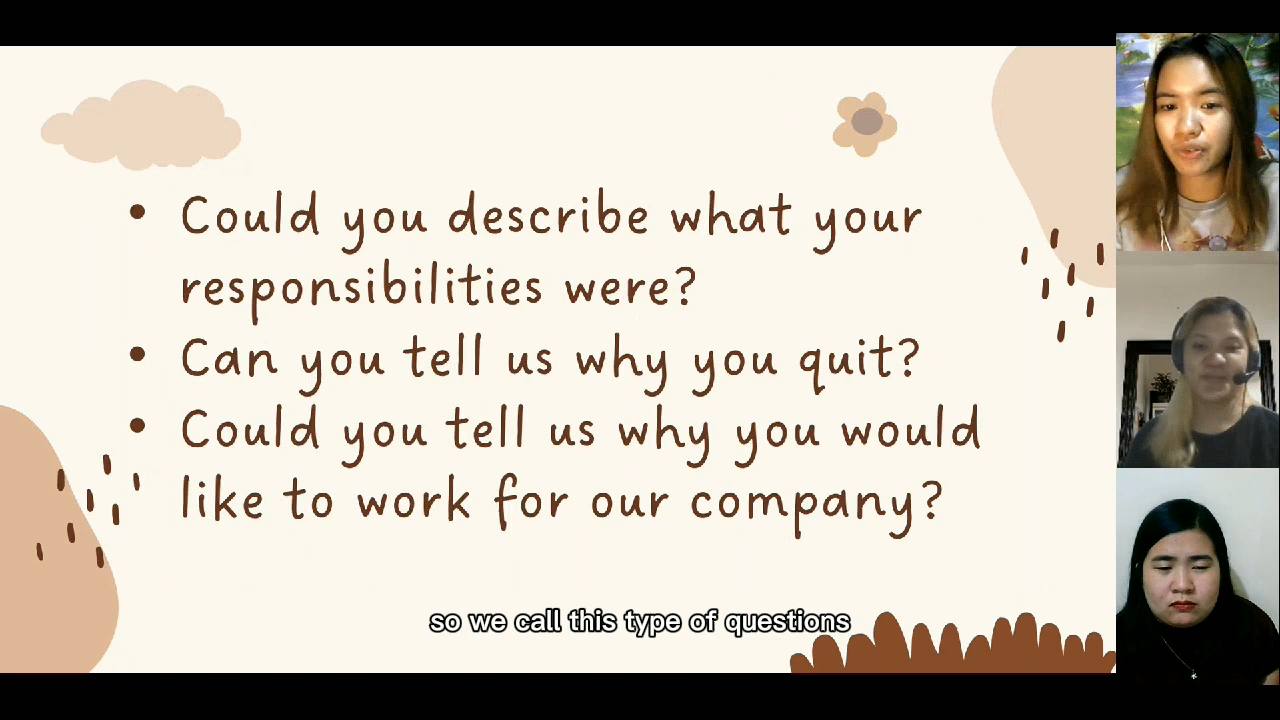 • Could you describe what your
responsibilities were?
• Can you tell us why you quit?
• Could you tell us why you would
like to work for our company?
so we call this type of questions